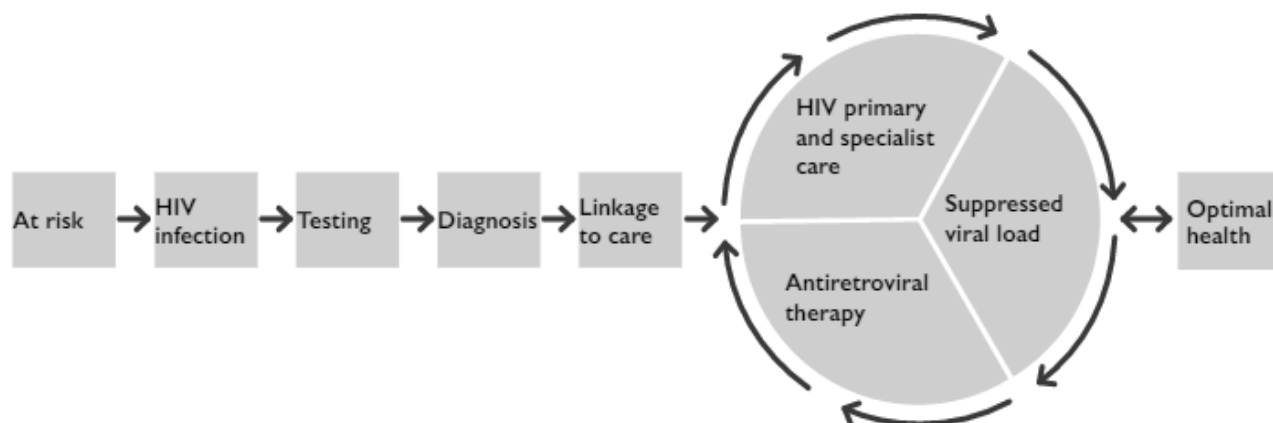 At risk
HIV
infection
Testing
Diagnosis
Linkage
to care
HIV primary
and specialist
care
Suppressed
viral load
Antiretroviral
therapy
Optimal
health